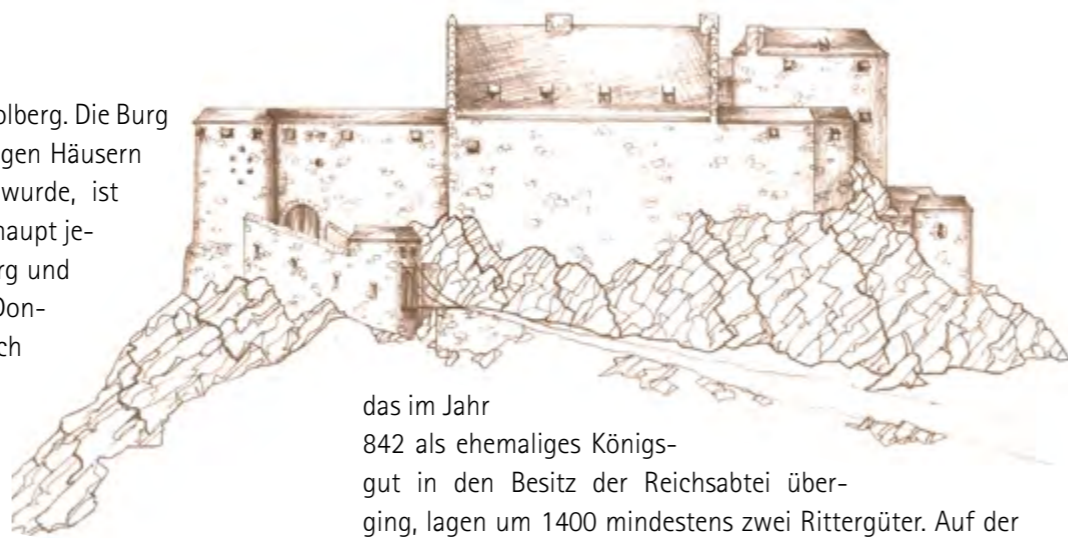 olberg. Die Burg
gen Häusern
wurde, ist
haupt je-
rg und
Don-
ch
das im Jahr
842 als ehemaliges Königs-
gut in den Besitz der Reichsabtei über-
ging, lagen um 1400 mindestens zwei Rittergüter. Auf der